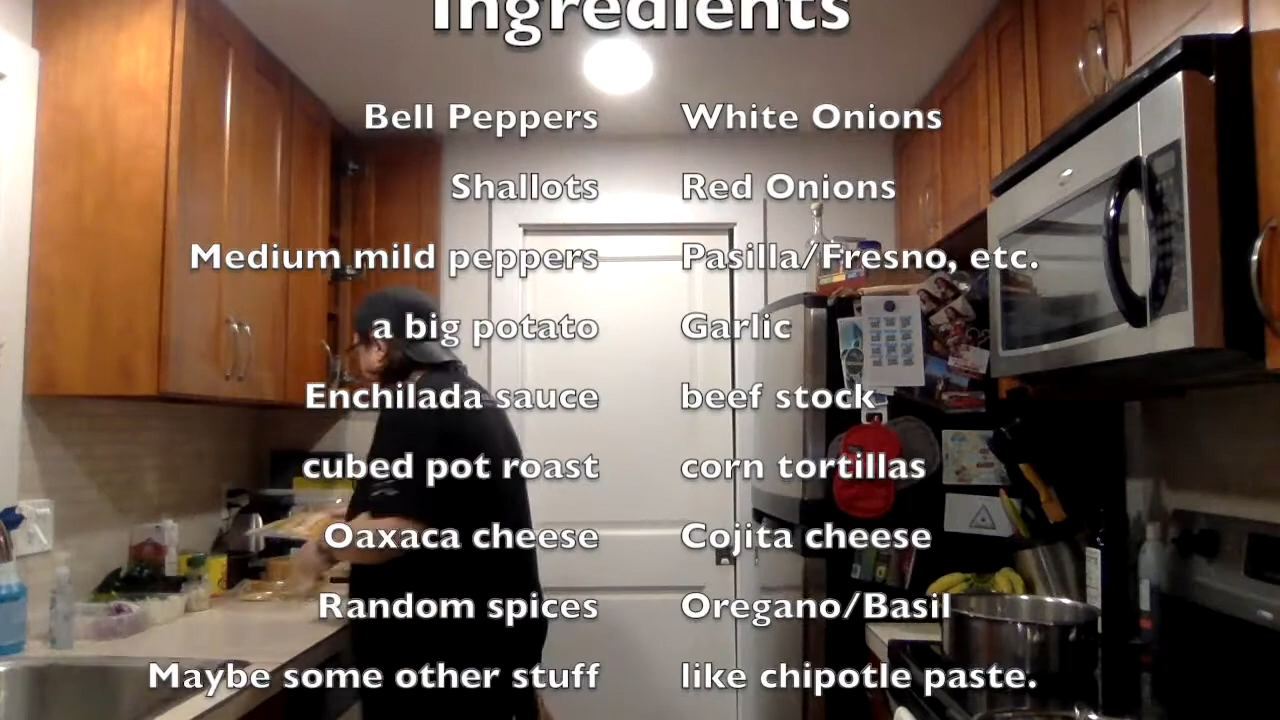 Ingredients
Bell Peppers White Onions
Shallots Red Onions
Medium mild peppers Pasilla/Fresno, etc.
a big potato Garlic
Enchilada sauce beef stock
cubed pot roast corn tortillas
Oaxaca cheese Cojita cheese
Random spices Oregano/Basil
Maybe some other stuff like chipotle paste.